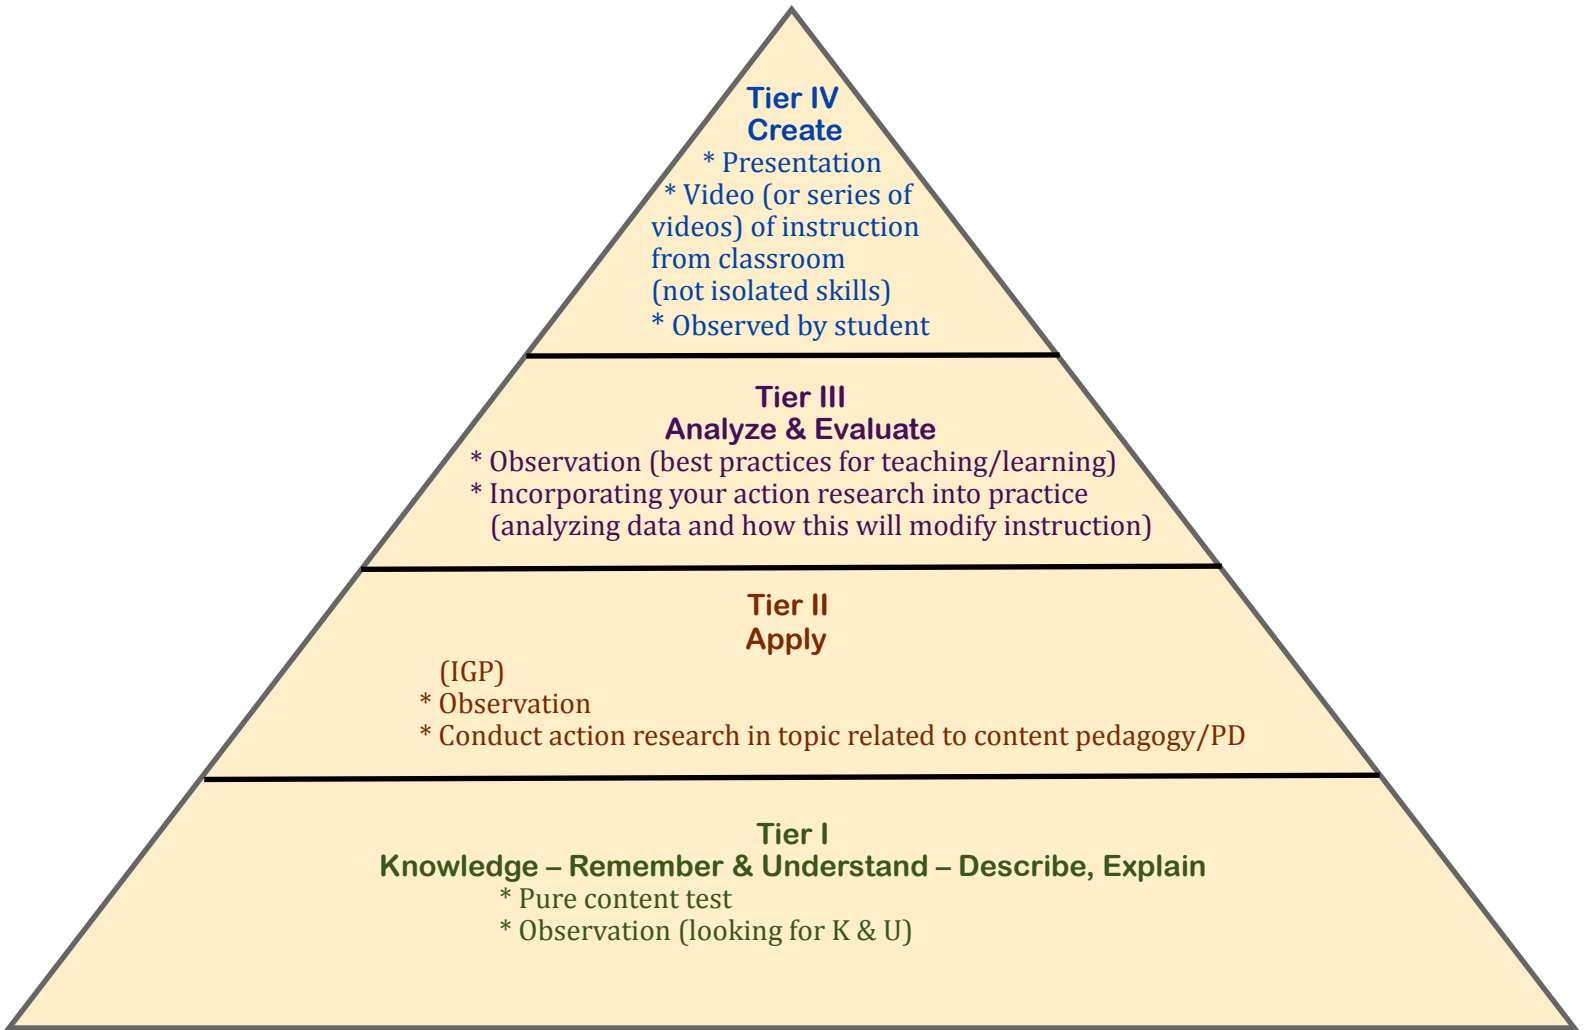 Tier IV
Create
* Presentation
* Video (or series of
videos) of instruction
from classroom
(not isolated skills)
* Observed by student
Tier III
Analyze & Evaluate
* Observation (best practices for teaching/learning)
* Incorporating your action research into practice
(analyzing data and how this will modify instruction)
Tier II
Apply
(IGP)
* Observation
* Conduct action research in topic related to content pedagogy/PD
Tier I
Knowledge – Remember & Understand – Describe, Explain
* Pure content test
* Observation (looking for K & U)